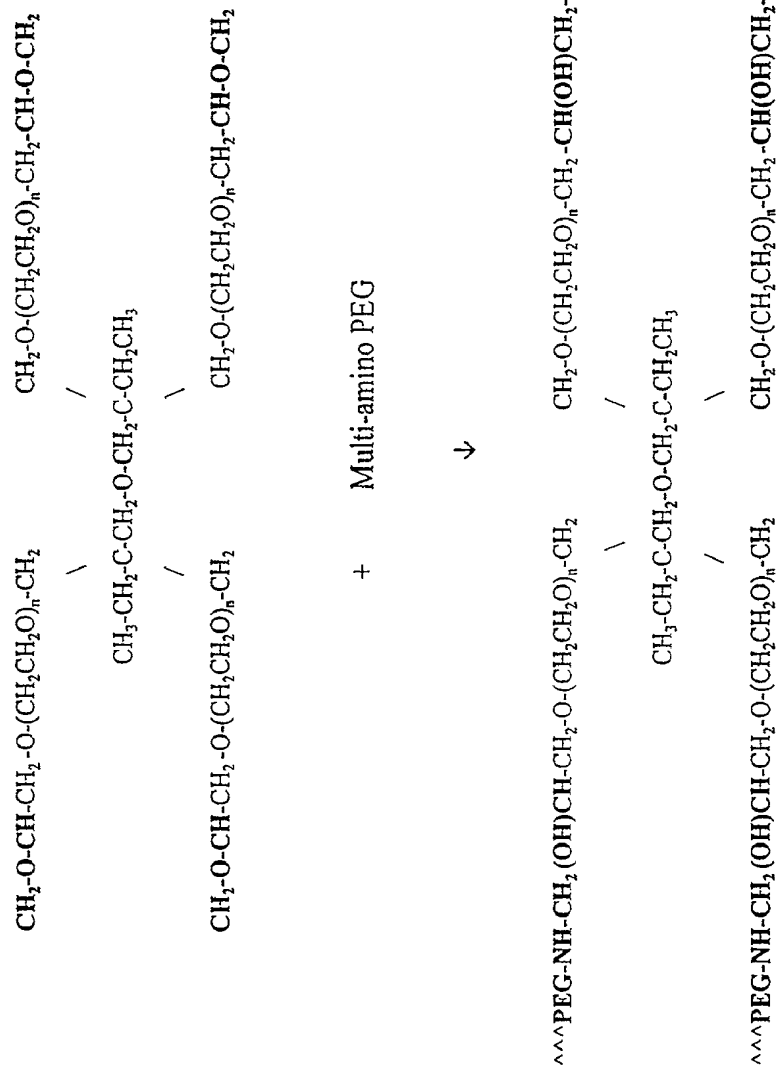 CH₂-O-CH-CH₂-O-(CH₂CH₂O)ₙ-CH₂ CH₂-O-(CH₂CH₂O)ₙ-CH₂-CH-O-CH₂
\ /
CH₃-CH₂-C-CH₂-O-CH₂-C-CH₂CH₃
/ \
CH₂-O-CH-CH₂-O-(CH₂CH₂O)ₙ-CH₂ CH₂-O-(CH₂CH₂O)ₙ-CH₂-CH-O-CH₂
+ Multi-amino PEG
↓
^^^PEG-NH-CH₂(OH)CH-CH₂-O-(CH₂CH₂O)ₙ-CH₂ CH₂-O-(CH₂CH₂O)ₙ-CH₂-CH(OH)CH₂-
\ /
CH₃-CH₂-C-CH₂-O-CH₂-C-CH₂CH₃
/ \
^^^PEG-NH-CH₂(OH)CH-CH₂-O-(CH₂CH₂O)ₙ-CH₂ CH₂-O-(CH₂CH₂O)ₙ-CH₂-CH(OH)CH₂-